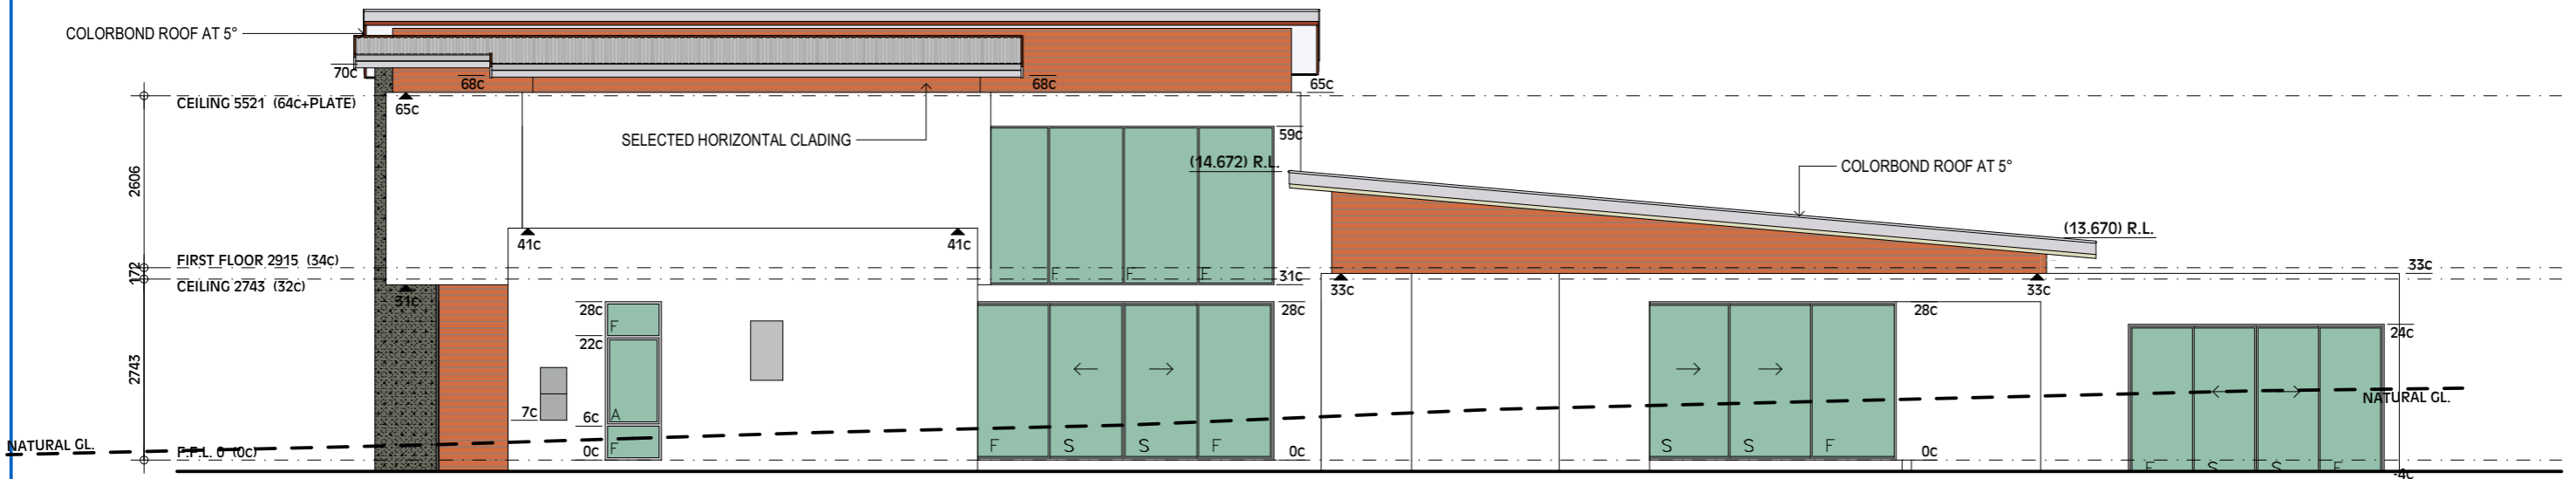 COLORBOND ROOF AT 5°
70c
68c
68c
65c
CEILING 5521 (64c+PLATE)
65c
SELECTED HORIZONTAL CLADING
59c
(14.672) R.L.
COLORBOND ROOF AT 5°
2606
(13.670) R.L.
41c
41c
FIRST FLOOR 2915 (34c)
172
CEILING 2743 (32c)
31c
F
F
F
31c
33c
33c
33c
28c
F
22c
28c
28c
24c
2743
← →
→ →
← →
7c
A
6c
NATURAL GL.
NATURAL GL.
F.F.L. 0 (0c)
0c
F
F
S
S
F
0c
S
S
F
0c
F
S
S
F
-4c